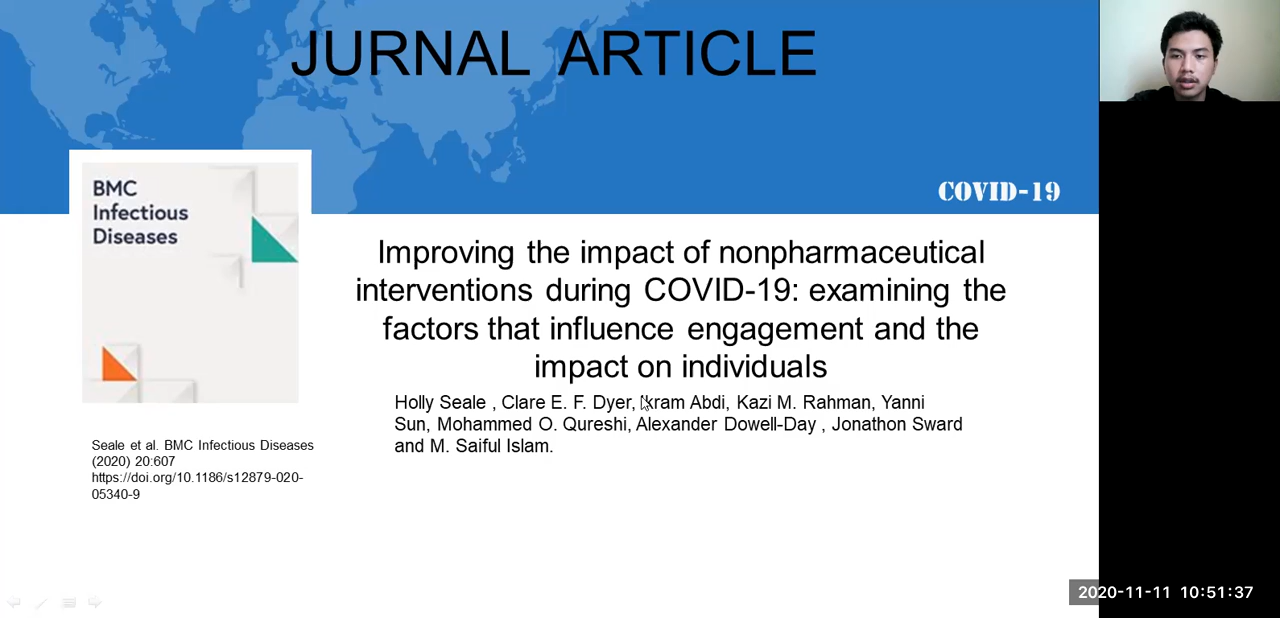 JURNAL ARTICLE
BMC
Infectious
Diseases
COVID-19
Improving the impact of nonpharmaceutical
interventions during COVID-19: examining the
factors that influence engagement and the
impact on individuals
Holly Seale , Clare E. F. Dyer, Ikram Abdi, Kazi M. Rahman, Yanni
Sun, Mohammed O. Qureshi, Alexander Dowell-Day , Jonathon Sward
and M. Saiful Islam.
Seale et al. BMC Infectious Diseases
(2020) 20:607
https://doi.org/10.1186/s12879-020-
05340-9
2020-11-11 10:51:37